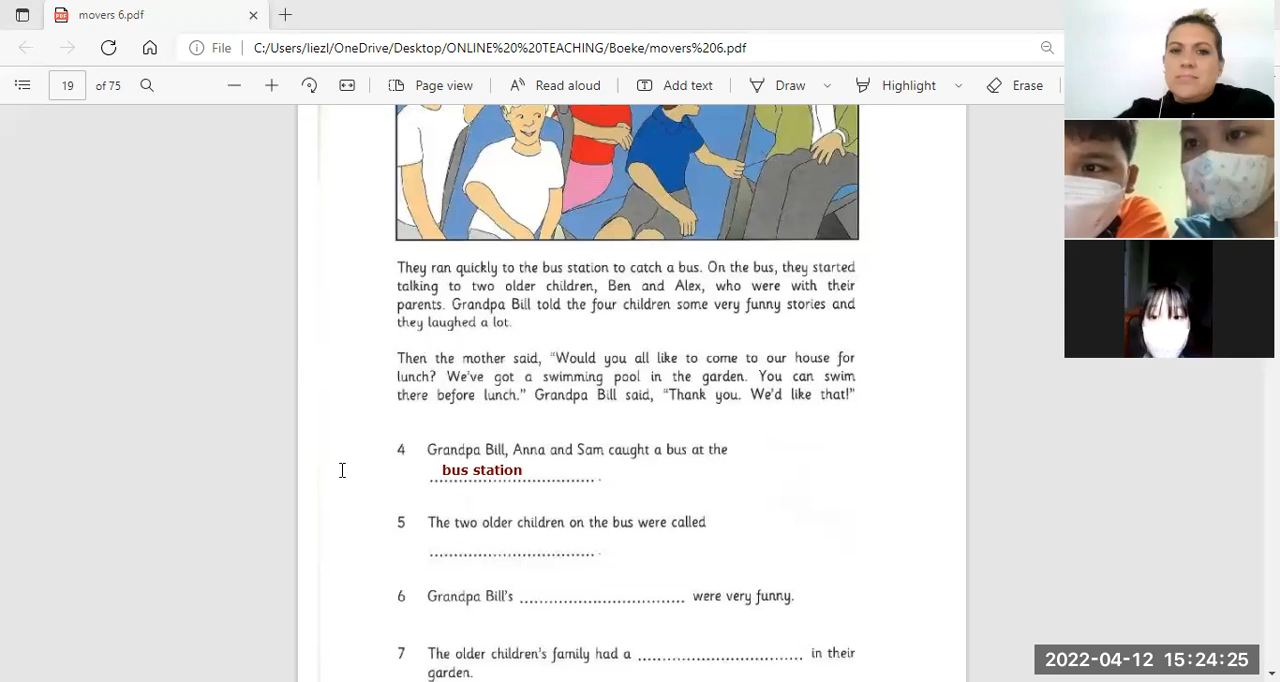 movers 6.pdf
File C:/Users/liezl/OneDrive/Desktop/ONLINE%20%20TEACHING/Boeke/movers%206.pdf
19 of 75 Page view Read aloud Add text Draw Highlight Erase
They ran quickly to the bus station to catch a bus. On the bus, they started
talking to two older children, Ben and Alex, who were with their
parents. Grandpa Bill told the four children some very funny stories and
they laughed a lot.
Then the mother said, "Would you all like to come to our house for
lunch? We've got a swimming pool in the garden. You can swim
there before lunch." Grandpa Bill said, "Thank you. We'd like that!"
4 Grandpa Bill, Anna and Sam caught a bus at the
bus station
.................................. .
5 The two older children on the bus were called
.................................. .
6 Grandpa Bill's .................................. were very funny.
7 The older children's family had a .................................. in their
garden.
2022-04-12 15:24:25